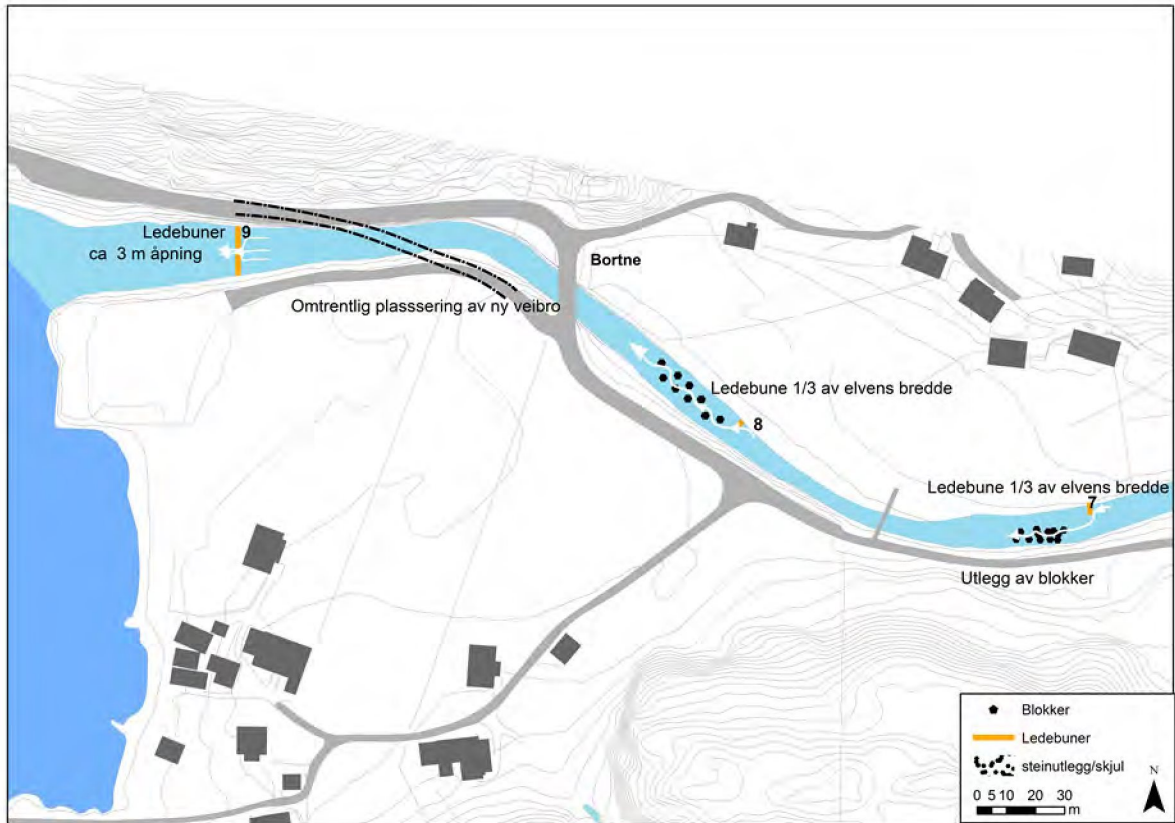 Ledebuner
9
ca 3 m åpning
Bortne
Omtrentlig plasssering av ny veibro
Ledebune 1/3 av elvens bredde
8
Ledebune 1/3 av elvens bredde
7
Utlegg av blokker
Blokker
Ledebuner
steinutlegg/skjul
N
0 5 10 20 30
m